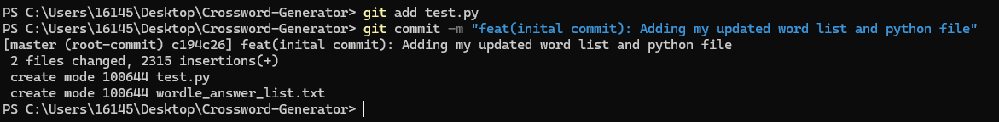 PS C:\Users\16145\Desktop\Crossword-Generator> git add test.py
PS C:\Users\16145\Desktop\Crossword-Generator> git commit -m "feat(inital commit): Adding my updated word list and python file"
[master (root-commit) c194c26] feat(inital commit): Adding my updated word list and python file
 2 files changed, 2315 insertions(+)
 create mode 100644 test.py
 create mode 100644 wordle_answer_list.txt
PS C:\Users\16145\Desktop\Crossword-Generator>